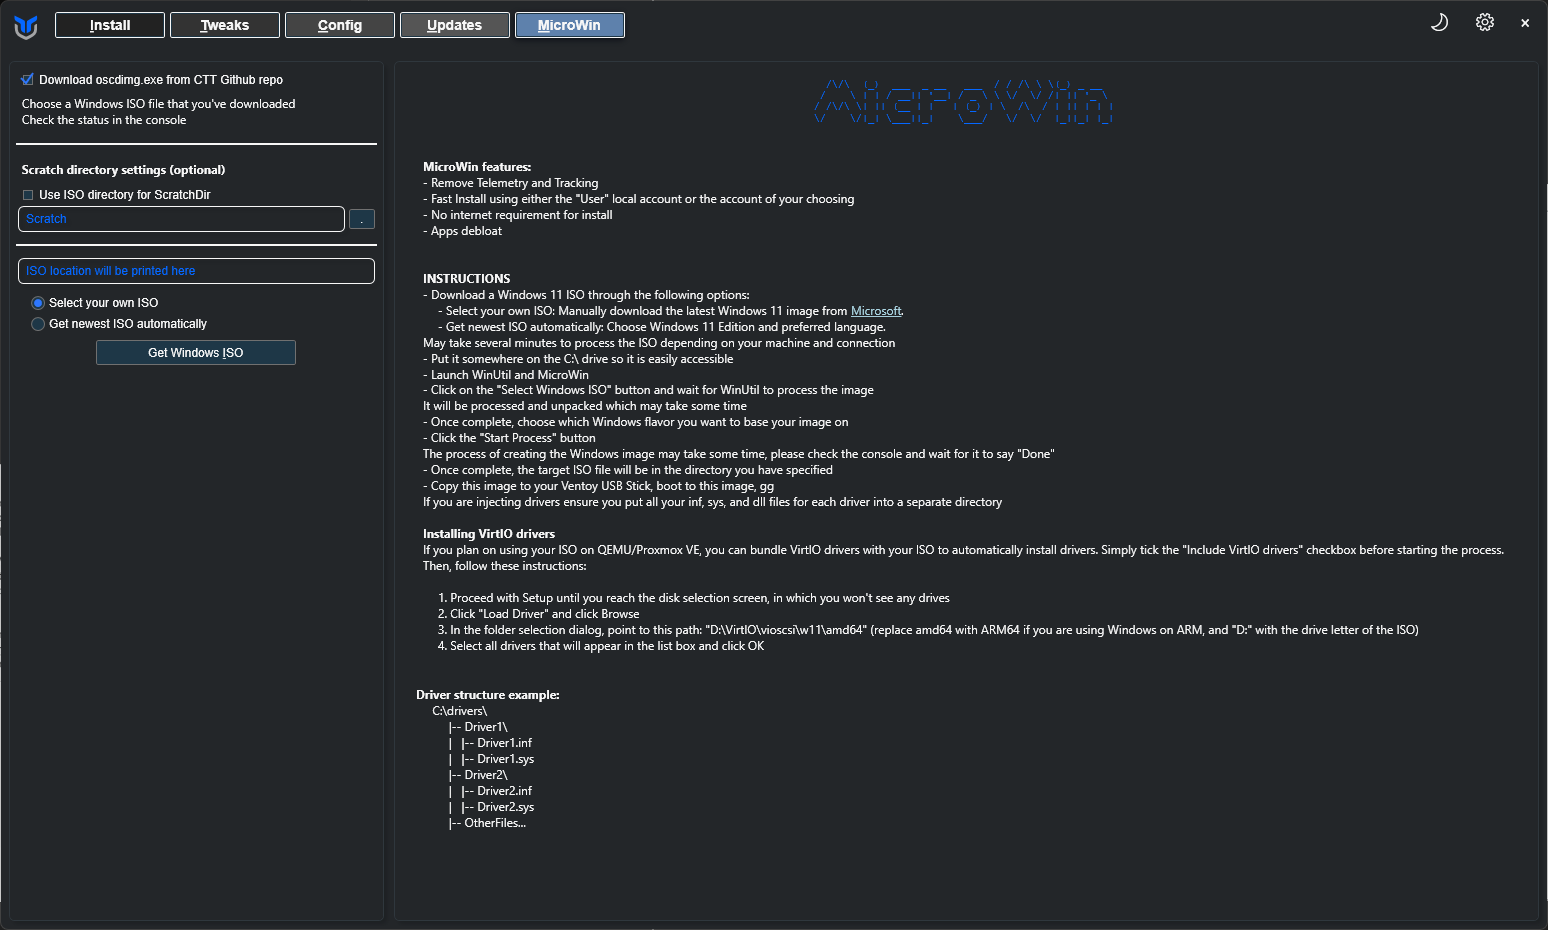 Install Tweaks Config Updates MicroWin
Download oscdimg.exe from CTT Github repo
Choose a Windows ISO file that you've downloaded
Check the status in the console
Scratch directory settings (optional)
Use ISO directory for ScratchDir
Scratch
.
ISO location will be printed here
Select your own ISO
Get newest ISO automatically
Get Windows ISO
MicroWin
MicroWin features:
- Remove Telemetry and Tracking
- Fast Install using either the "User" local account or the account of your choosing
- No internet requirement for install
- Apps debloat
INSTRUCTIONS
- Download a Windows 11 ISO through the following options:
- Select your own ISO: Manually download the latest Windows 11 image from Microsoft.
- Get newest ISO automatically: Choose Windows 11 Edition and preferred language.
May take several minutes to process the ISO depending on your machine and connection
- Put it somewhere on the C:\ drive so it is easily accessible
- Launch WinUtil and MicroWin
- Click on the "Select Windows ISO" button and wait for WinUtil to process the image
It will be processed and unpacked which may take some time
- Once complete, choose which Windows flavor you want to base your image on
- Click the "Start Process" button
The process of creating the Windows image may take some time, please check the console and wait for it to say "Done"
- Once complete, the target ISO file will be in the directory you have specified
- Copy this image to your Ventoy USB Stick, boot to this image, gg
If you are injecting drivers ensure you put all your inf, sys, and dll files for each driver into a separate directory
Installing VirtIO drivers
If you plan on using your ISO on QEMU/Proxmox VE, you can bundle VirtIO drivers with your ISO to automatically install drivers. Simply tick the "Include VirtIO drivers" checkbox before starting the process.
Then, follow these instructions:
1. Proceed with Setup until you reach the disk selection screen, in which you won't see any drives
2. Click "Load Driver" and click Browse
3. In the folder selection dialog, point to this path: "D:\VirtIO\vioscsi\w11\amd64" (replace amd64 with ARM64 if you are using Windows on ARM, and "D:" with the drive letter of the ISO)
4. Select all drivers that will appear in the list box and click OK
Driver structure example:
C:\drivers\
|-- Driver1\
|   |-- Driver1.inf
|   |-- Driver1.sys
|-- Driver2\
|   |-- Driver2.inf
|   |-- Driver2.sys
|-- OtherFiles...